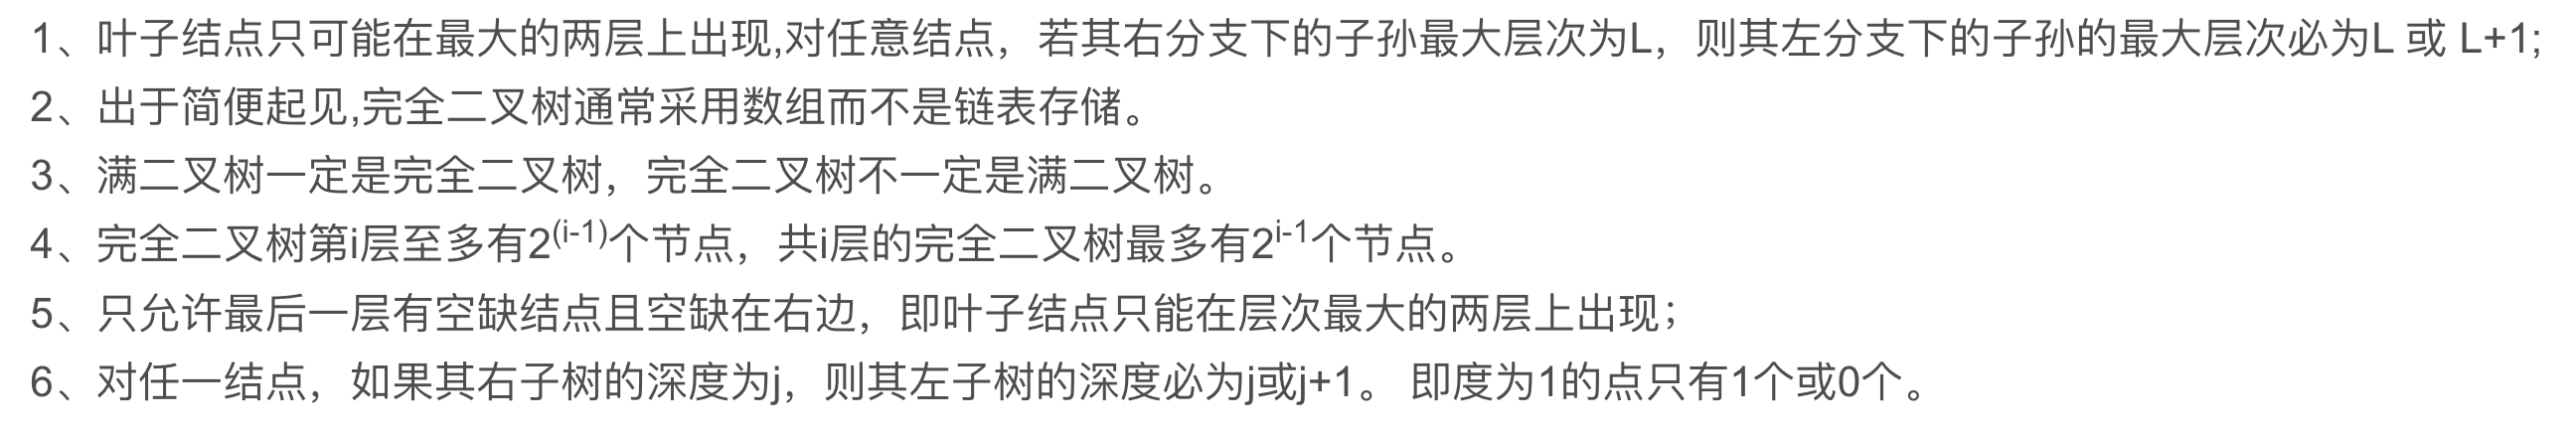 1、叶子结点只可能在最大的两层上出现,对任意结点，若其右分支下的子孙最大层次为L，则其左分支下的子孙的最大层次必为L 或 L+1;
2、出于简便起见,完全二叉树通常采用数组而不是链表存储。
3、满二叉树一定是完全二叉树，完全二叉树不一定是满二叉树。
4、完全二叉树第i层至多有2^(i-1)个节点，共i层的完全二叉树最多有2^i-1个节点。
5、只允许最后一层有空缺结点且空缺在右边，即叶子结点只能在层次最大的两层上出现；
6、对任一结点，如果其右子树的深度为j，则其左子树的深度必为j或j+1。 即度为1的点只有1个或0个。